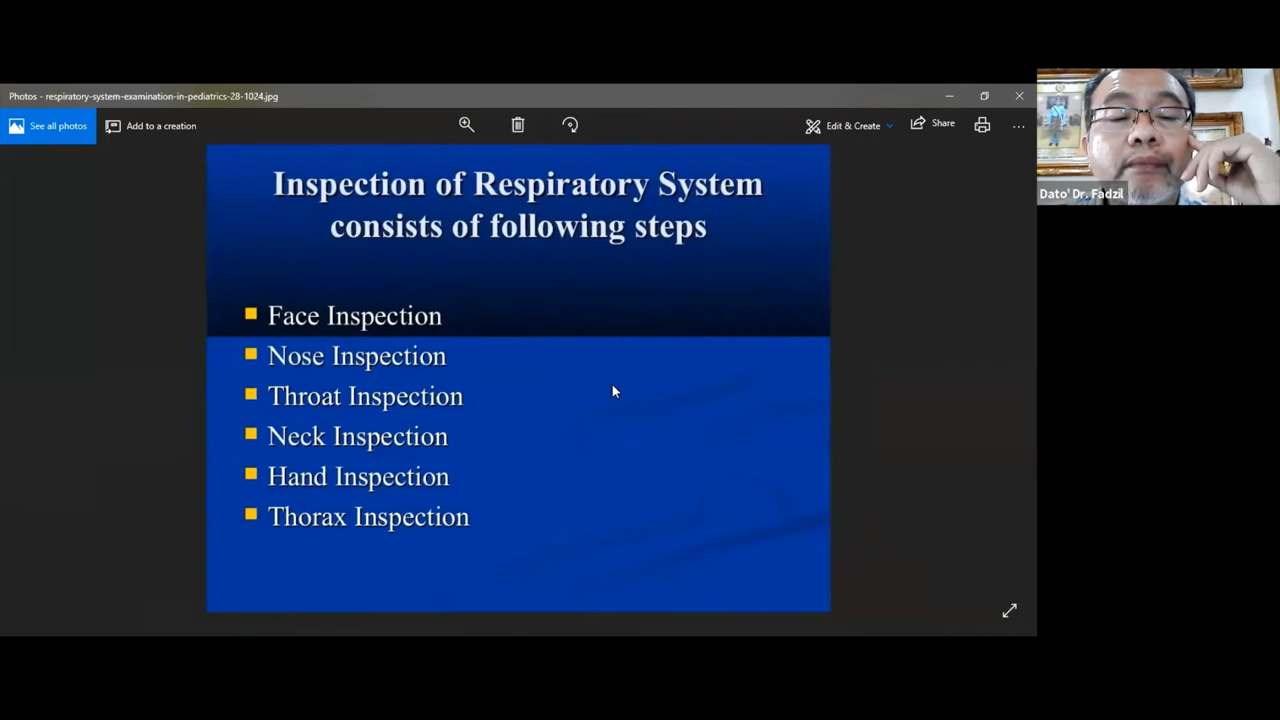 Photos - respiratory-system-examination-in-pediatrics-28-1024.jpg
See all photos
Add to a creation
Edit & Create
Share
Inspection of Respiratory System
consists of following steps
Face Inspection
Nose Inspection
Throat Inspection
Neck Inspection
Hand Inspection
Thorax Inspection
Dato' Dr. Fadzil